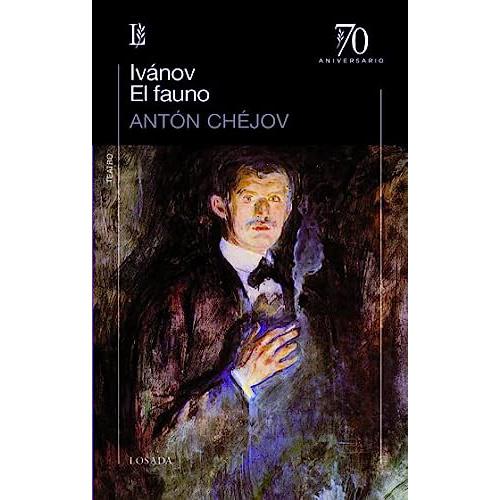 70
ANIVERSARIO
Ivánov
El fauno
ANTÓN CHÉJOV
TEATRO
LOSADA